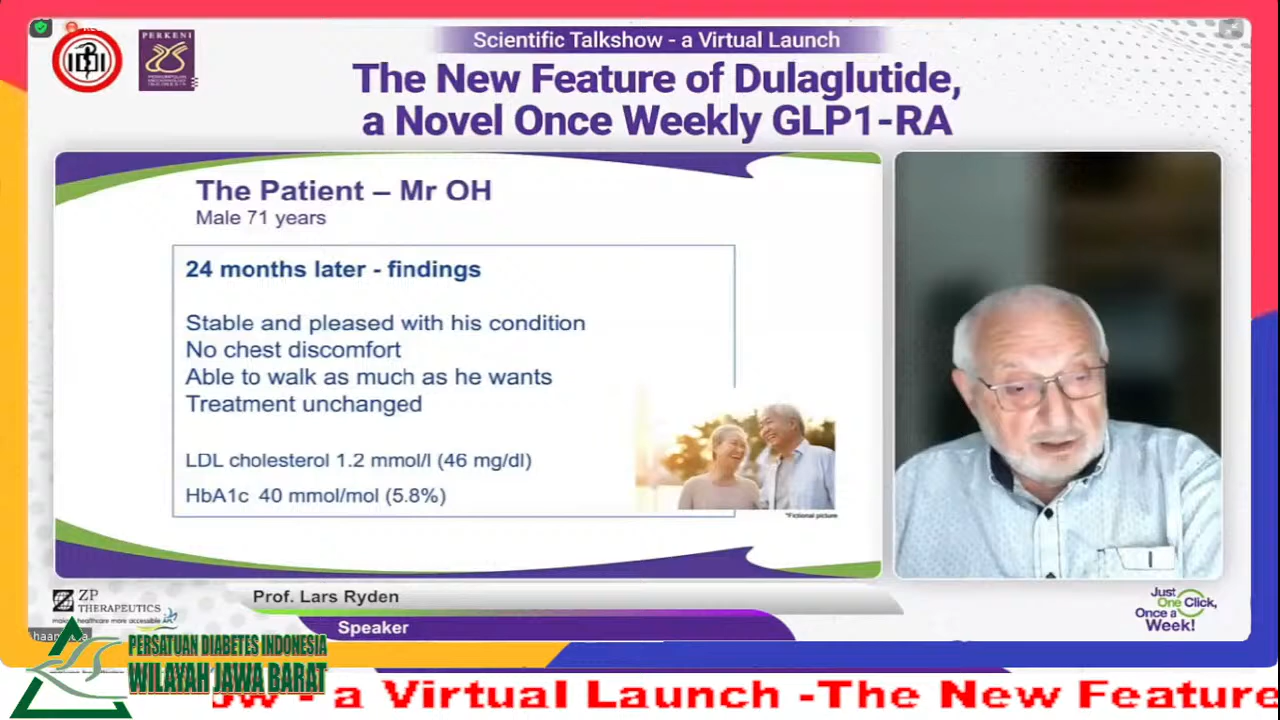 PERKENI
Scientific Talkshow - a Virtual Launch
The New Feature of Dulaglutide,
a Novel Once Weekly GLP1-RA
The Patient – Mr OH
Male 71 years
24 months later - findings
Stable and pleased with his condition
No chest discomfort
Able to walk as much as he wants
Treatment unchanged
LDL cholesterol 1.2 mmol/l (46 mg/dl)
HbA1c 40 mmol/mol (5.8%)
*Fictional picture
Prof. Lars Ryden
Speaker
ZP
THERAPEUTICS
healthcare more accessible
Just
One Click,
Once a
Week!
PERSATUAN DIABETES INDONESIA
WILAYAH JAWA BARAT
- a Virtual Launch -The New Feature